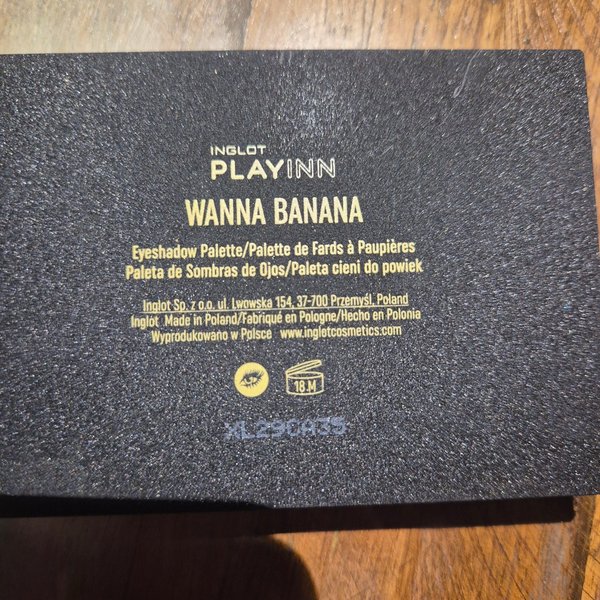 INGLOT
PLAYINN
WANNA BANANA
Eyeshadow Palette/Palette de Fards à Paupières
Paleta de Sombras de Ojos/Paleta cieni do powiek
Inglot Sp. z o.o. ul. Lwowska 154, 37-700 Przemyśl, Poland
Inglot Made in Poland/Fabriqué en Pologne/Hecho en Polonia
Wyprodukowano w Polsce www.inglotcosmetics.com
18.M
XL29CA35